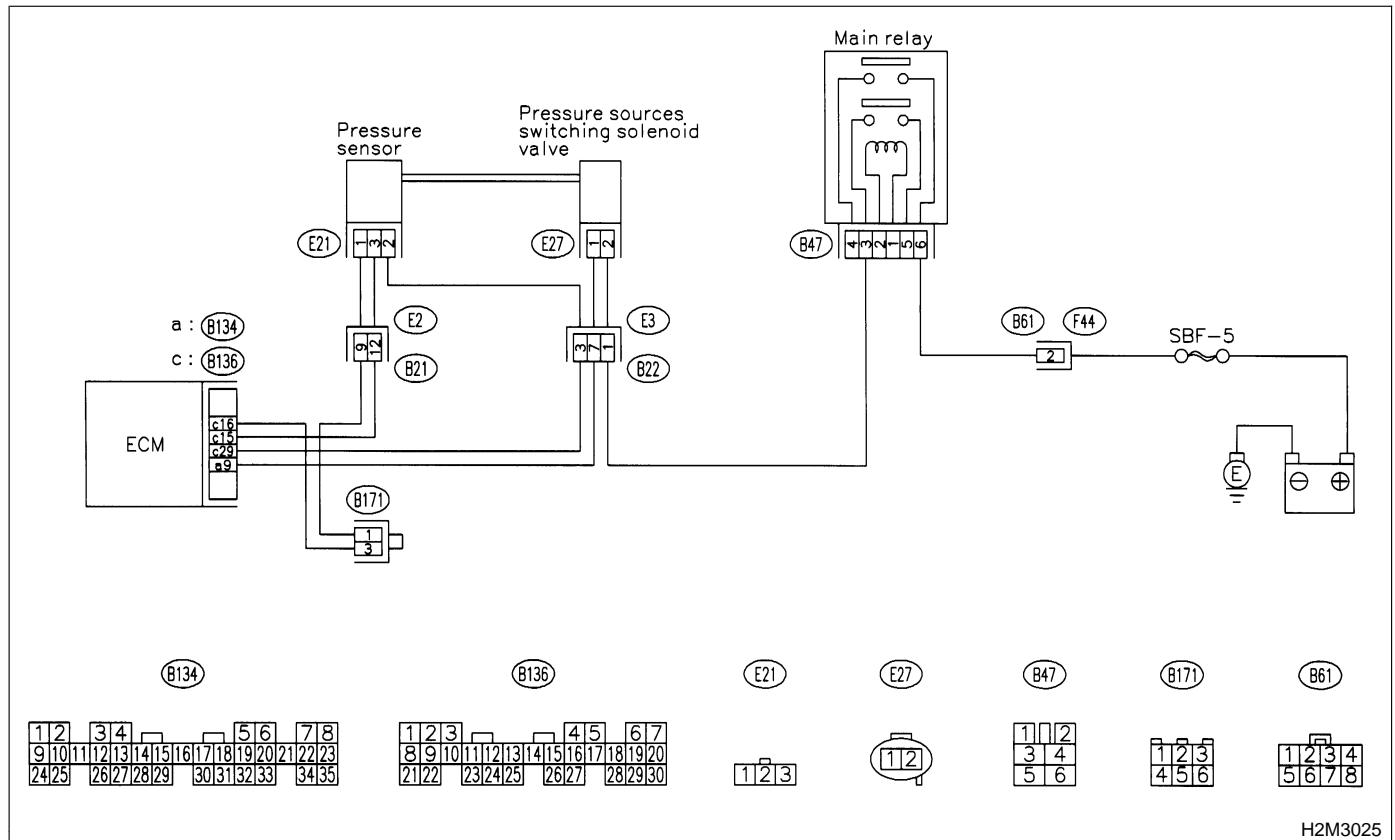 Main relay
Pressure sources
switching solenoid
valve
Pressure
sensor
E21
1 3 2
E27
1 2
B47
4 3 2 1 5 6
E2
9 12
B21
E3
3 7 1
B22
B61
F44
2
SBF-5
a : B134
c : B136
ECM
c16
c15
c29
a9
B171
1
3
E
⊖ ⊕
B134
B136
E21
E27
B47
B171
B61
1 2 3 4 5 6 7 8
9 10 11 12 13 14 15 16 17 18 19 20 21 22 23
24 25 26 27 28 29 30 31 32 33 34 35
1 2 3 4 5 6 7
8 9 10 11 12 13 14 15 16 17 18 19 20
21 22 23 24 25 26 27 28 29 30
1 2 3
1 2
1 2
3 4
5 6
1 2 3
4 5 6
1 2 3 4
5 6 7 8
H2M3025